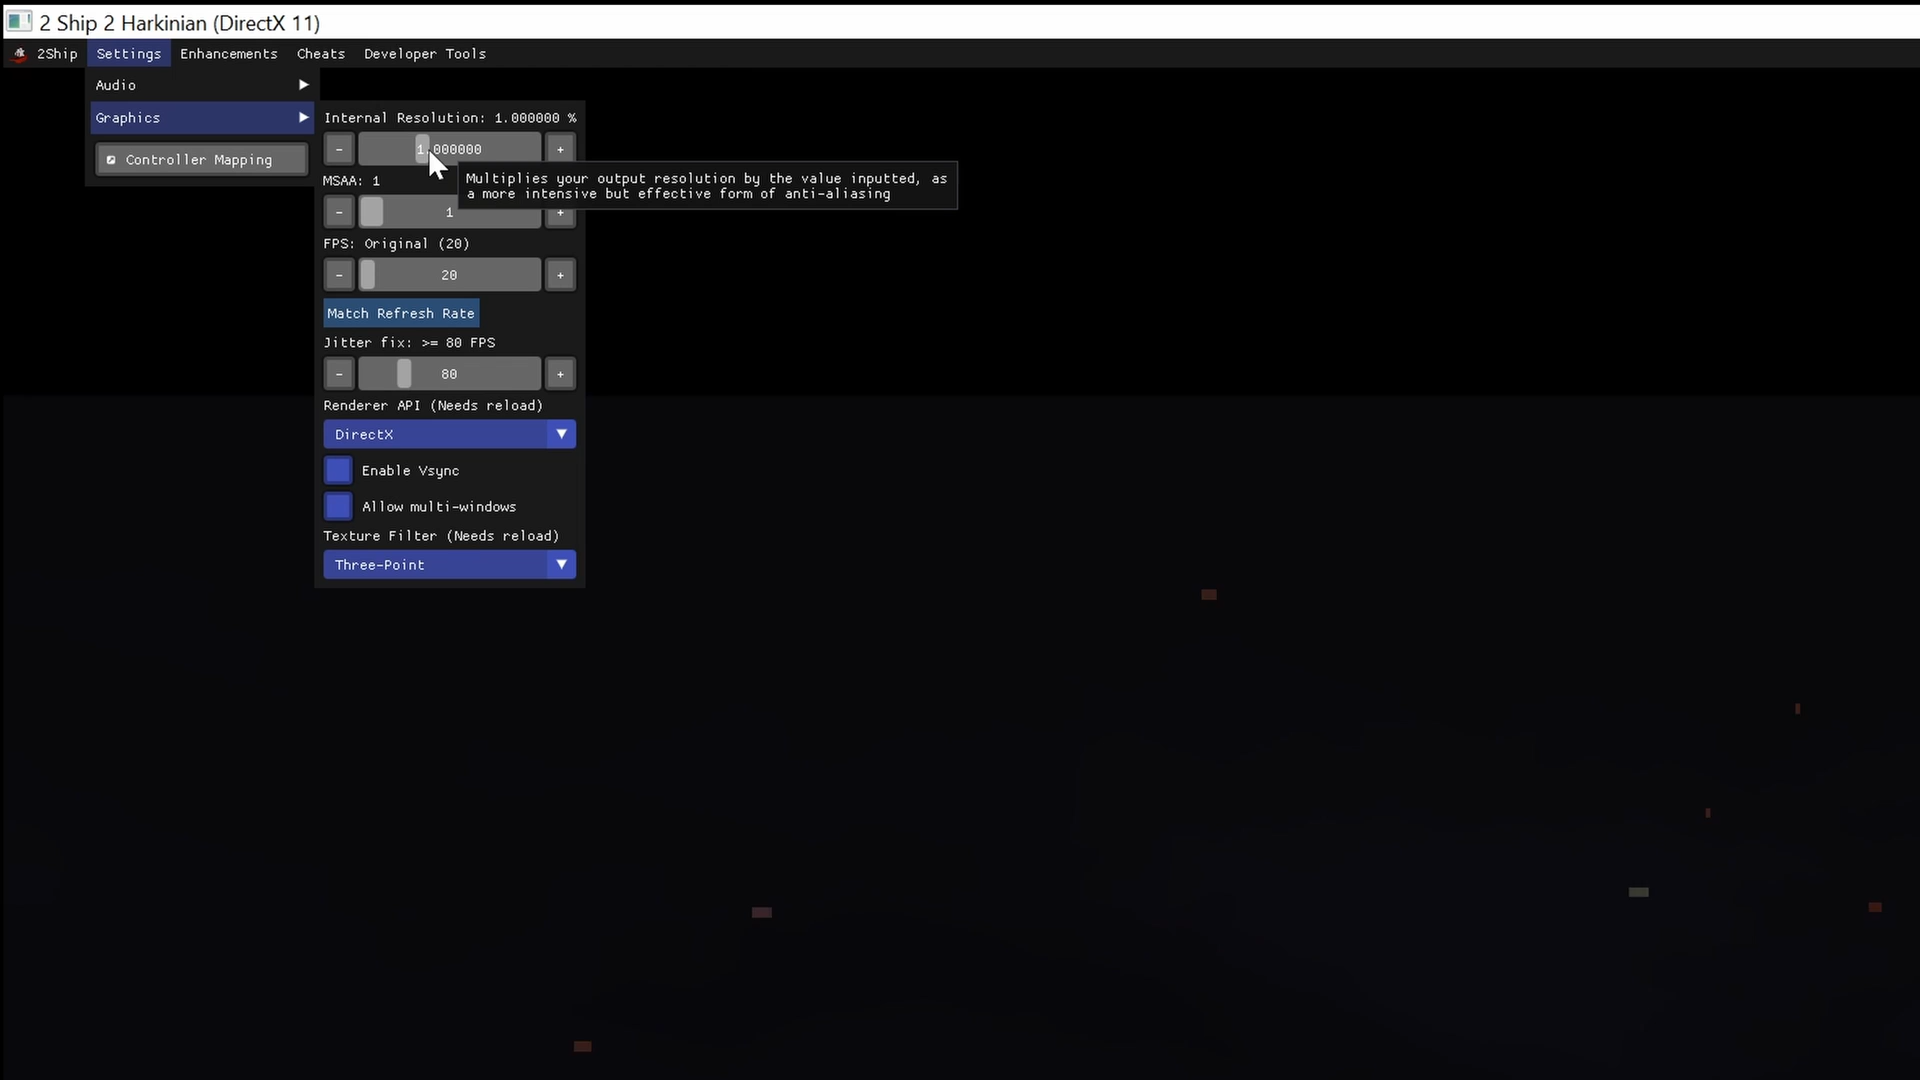 2 Ship 2 Harkinian (DirectX 11)
2Ship Settings Enhancements Cheats Developer Tools
Audio
Graphics
Controller Mapping
Internal Resolution: 1.000000 %
- 1.000000 +
Multiplies your output resolution by the value inputted, as
a more intensive but effective form of anti-aliasing
MSAA: 1
- 1 +
FPS: Original (20)
- 20 +
Match Refresh Rate
Jitter fix: >= 80 FPS
- 80 +
Renderer API (Needs reload)
DirectX
Enable Vsync
Allow multi-windows
Texture Filter (Needs reload)
Three-Point